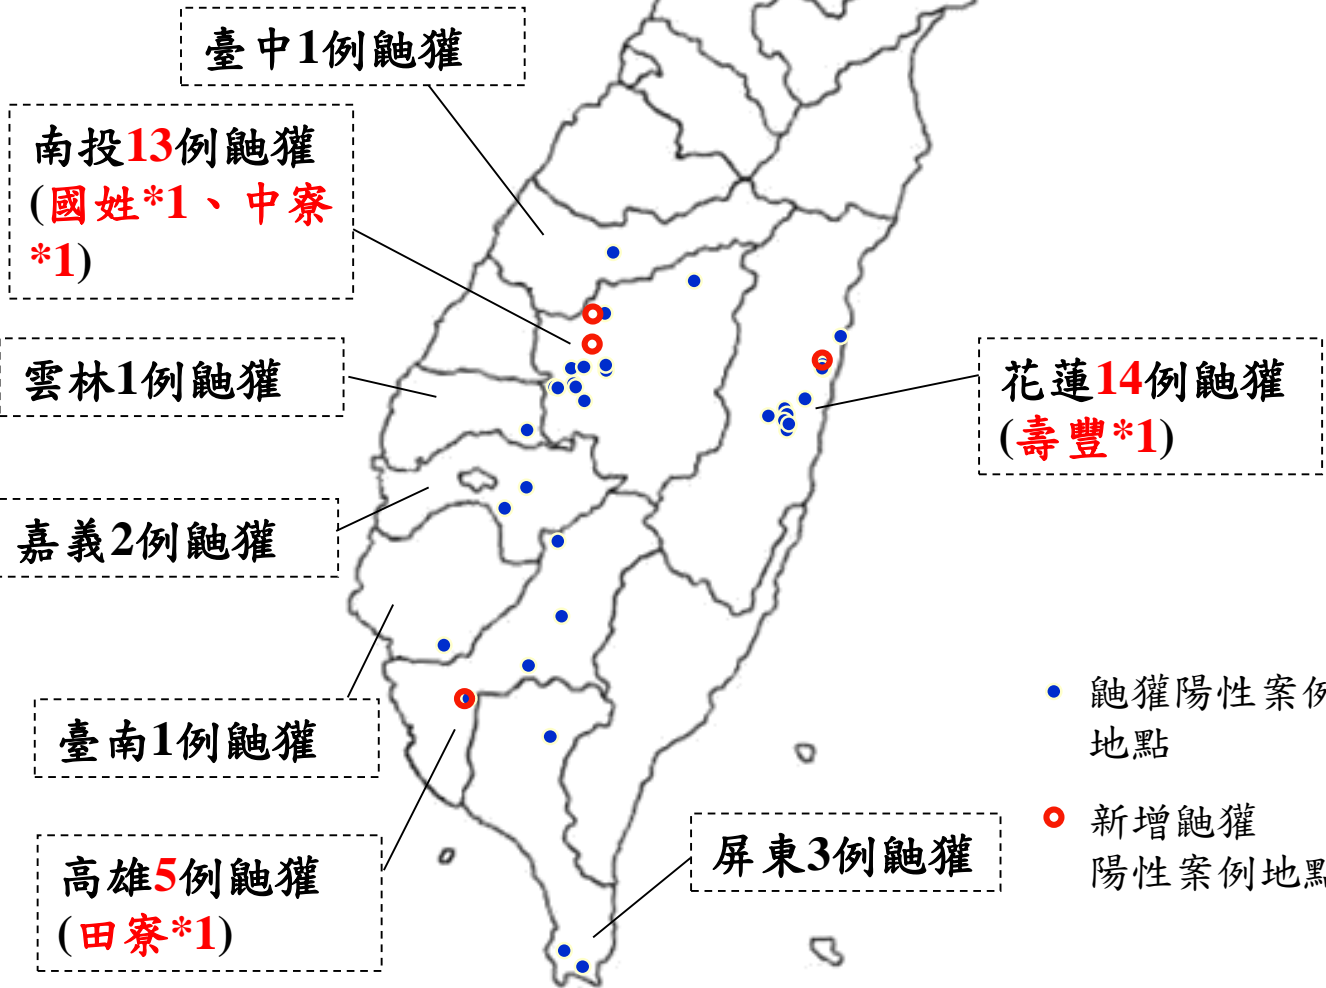 臺中1例鼬獾
南投13例鼬獾
(國姓*1、中寮
*1)
雲林1例鼬獾
花蓮14例鼬獾
(壽豐*1)
嘉義2例鼬獾
臺南1例鼬獾
鼬獾陽性案例
地點
新增鼬獾
陽性案例地點
高雄5例鼬獾
(田寮*1)
屏東3例鼬獾